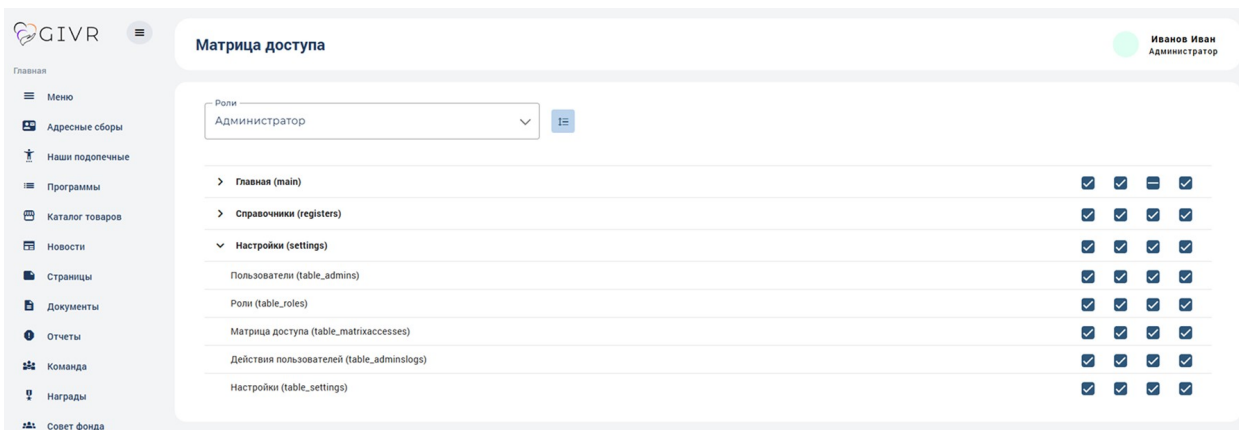 GIVR
Матрица доступа
Иванов Иван
Администратор
Главная
Меню
Адресные сборы
Наши подопечные
Программы
Каталог товаров
Новости
Страницы
Документы
Отчеты
Команда
Награды
Совет фонда
Роли
Администратор
Главная (main)
Справочники (registers)
Настройки (settings)
Пользователи (table_admins)
Роли (table_roles)
Матрица доступа (table_matrixaccesses)
Действия пользователей (table_adminslogs)
Настройки (table_settings)